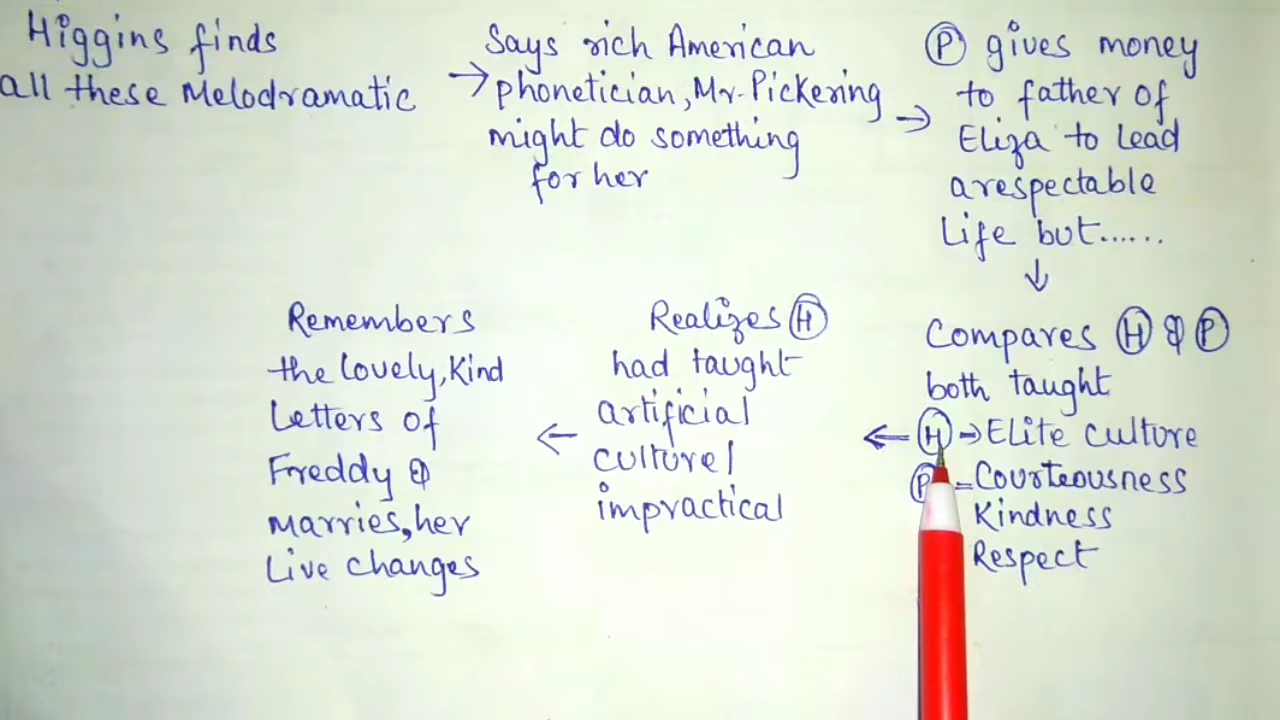 Higgins finds
all these Melodramatic
→
Says rich American
phonetician, Mr. Pickering
might do something
for her
→
Ⓟ gives money
to father of
Eliza to Lead
a respectable
Life but......
↓
Compares Ⓗ & Ⓟ
both taught
← Ⓗ → Elite culture
Ⓟ = Courteousness
Kindness
Respect
Realizes Ⓗ
had taught
artificial
culture/
impractical
←
Remembers
the lovely, Kind
Letters of
Freddy &
marries, her
Live changes